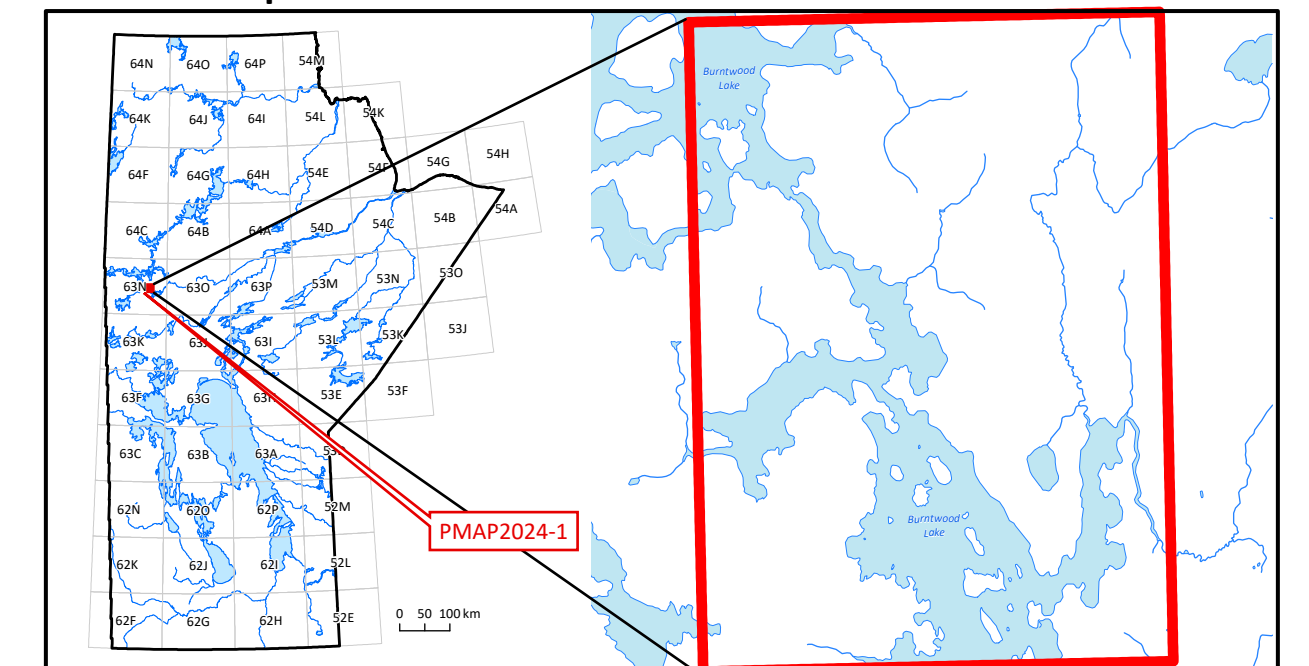 64N 64O 64P 54M
64K 64J 64I 54L 54K
64F 64G 64H 54E 54F 54G 54H
64C 64B 64A 54D 54C 54B 54A
63N 63O 63P 53M 53N 53O
63K 63J 63I 53L 53K 53J
63F 63G 63H 53E 53F
63C 63B 63A
62N 62O 62P 52M
62K 62J 62I 52L
62F 62G 62H 52E
PMAP2024-1
0 50 100 km
Burntwood
Lake
Burntwood
Lake